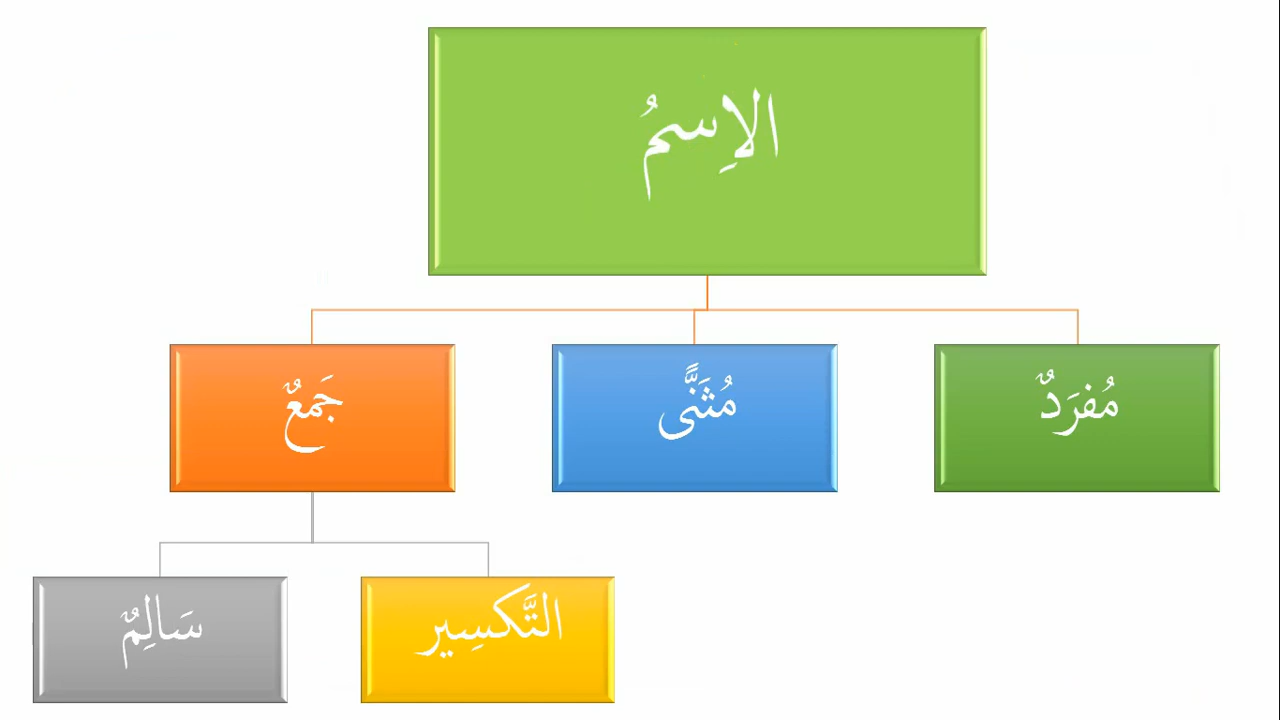 الاِسمُ
مُفرَدٌ
مُثَنًّى
جَمعٌ
التَّكسِير
سَالِمٌ